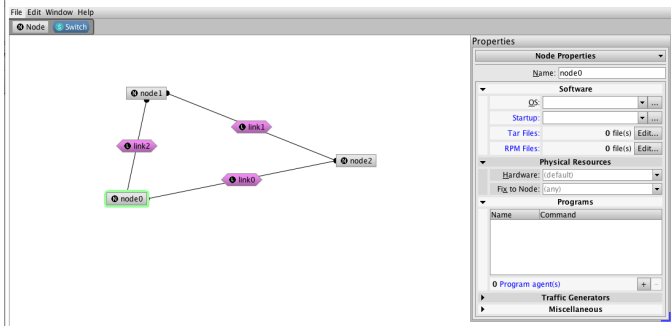 File Edit Window Help
N Node S Switch
Properties
Node Properties
Name: node0
Software
OS:
...
Startup:
...
Tar Files: 0 file(s) Edit...
RPM Files: 0 file(s) Edit...
Physical Resources
Hardware: (default)
Fix to Node: (any)
Programs
Name Command
0 Program agent(s) + -
Traffic Generators
Miscellaneous
N node1
L link1
L link2
N node2
L link0
N node0